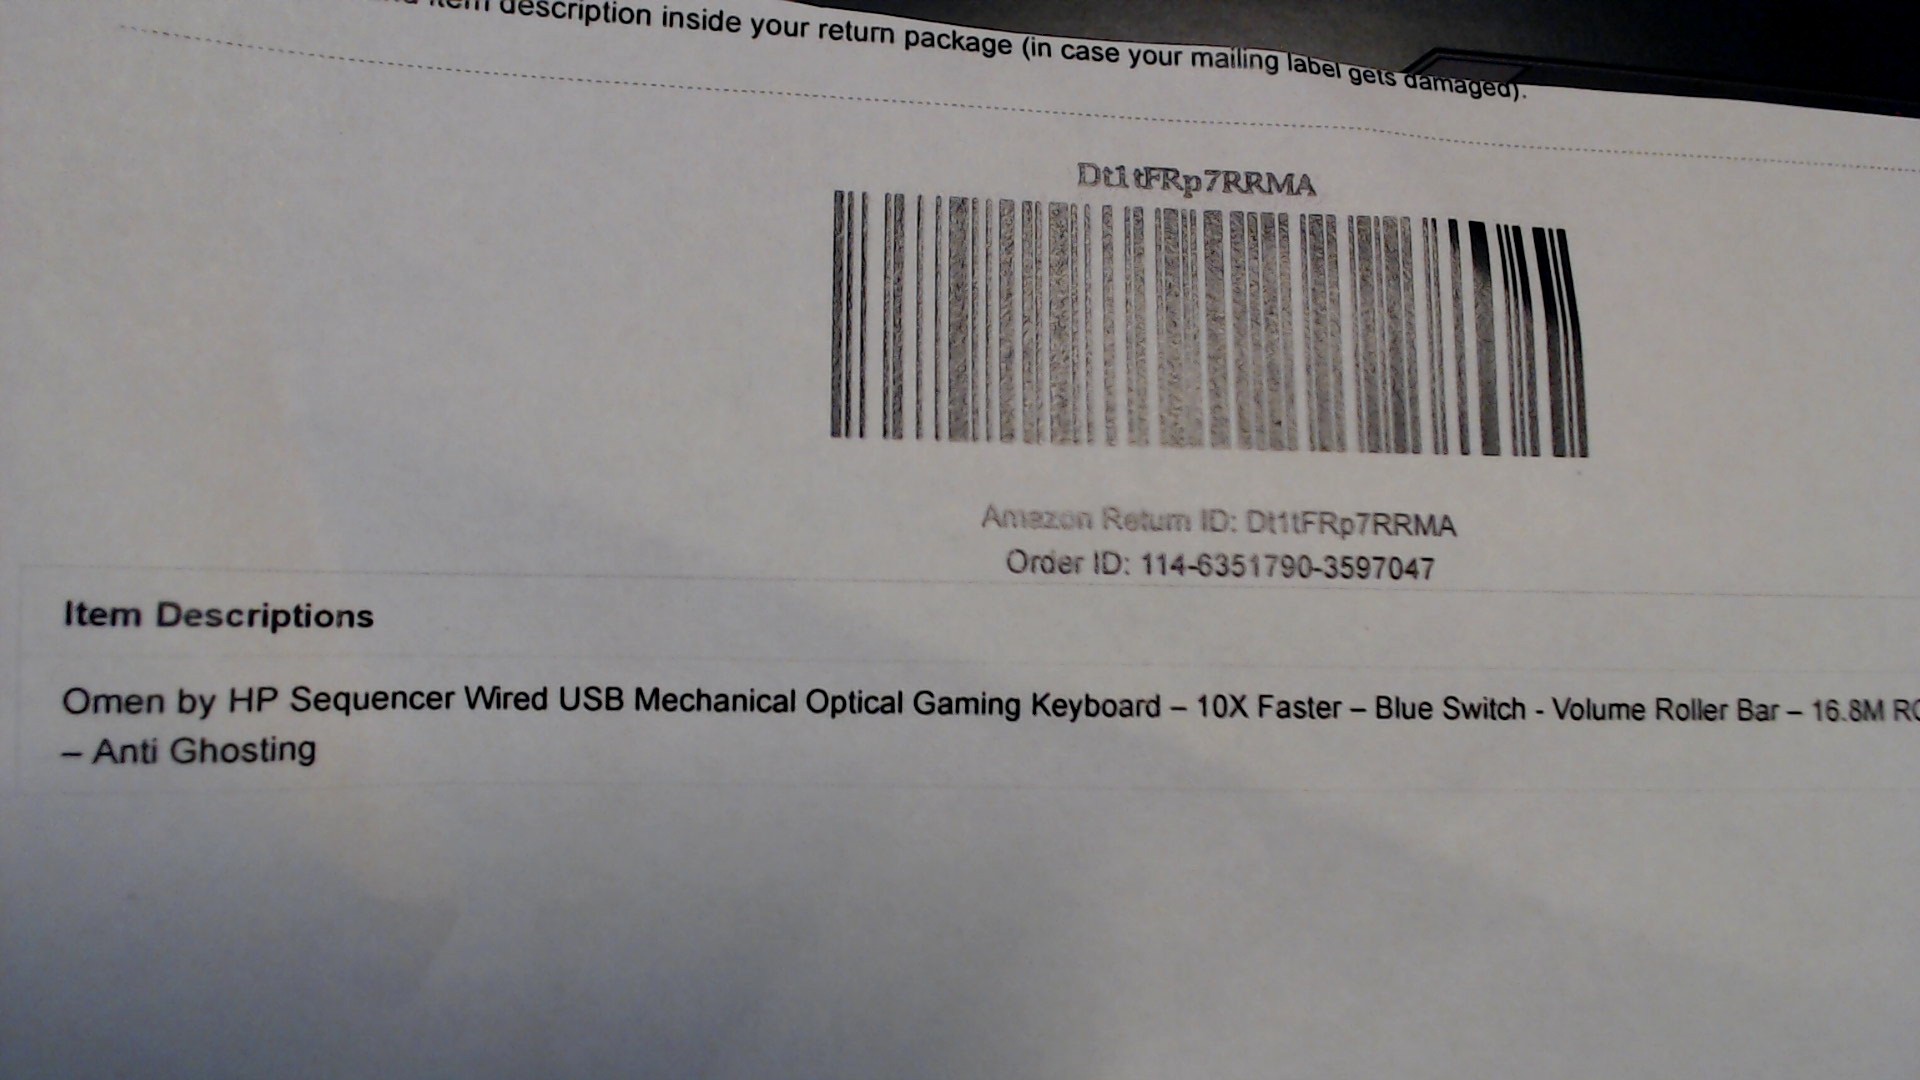 item description inside your return package (in case your mailing label gets damaged).
Dt1tFRp7RRMA
Amazon Return ID: Dt1tFRp7RRMA
Order ID: 114-6351790-3597047
Item Descriptions
Omen by HP Sequencer Wired USB Mechanical Optical Gaming Keyboard – 10X Faster – Blue Switch - Volume Roller Bar – 16.8M
– Anti Ghosting